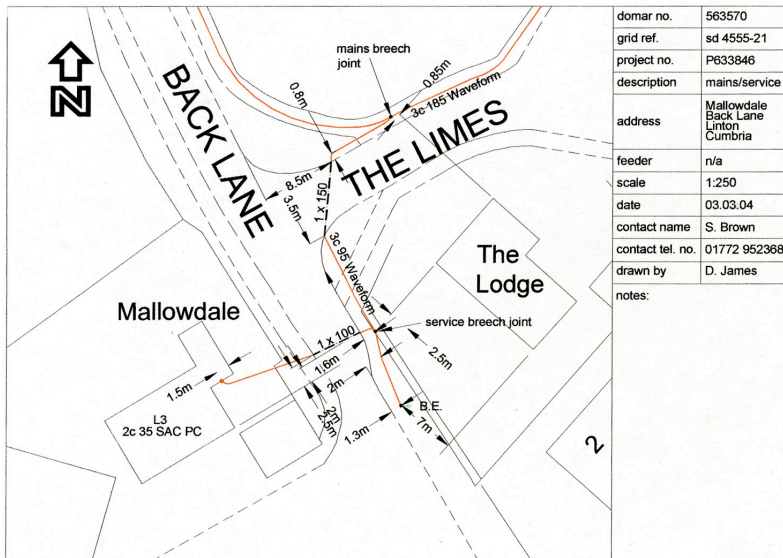 N
mains breech
joint
0.85m
0.8m
3c 185 Waveform
BACK LANE
THE LIMES
8.5m
1 x 150
3.5m
3c 95 Waveform
The
Lodge
Mallowdale
service breech joint
1 x 100
1.6m
2.5m
2m
1.5m
2m
2.5m
B.E.
7m
1.3m
L3
2c 35 SAC PC
2
domar no. 563570
grid ref. sd 4555-21
project no. P633846
description mains/service
address Mallowdale
Back Lane
Linton
Cumbria
feeder n/a
scale 1:250
date 03.03.04
contact name S. Brown
contact tel. no. 01772 952368
drawn by D. James
notes: